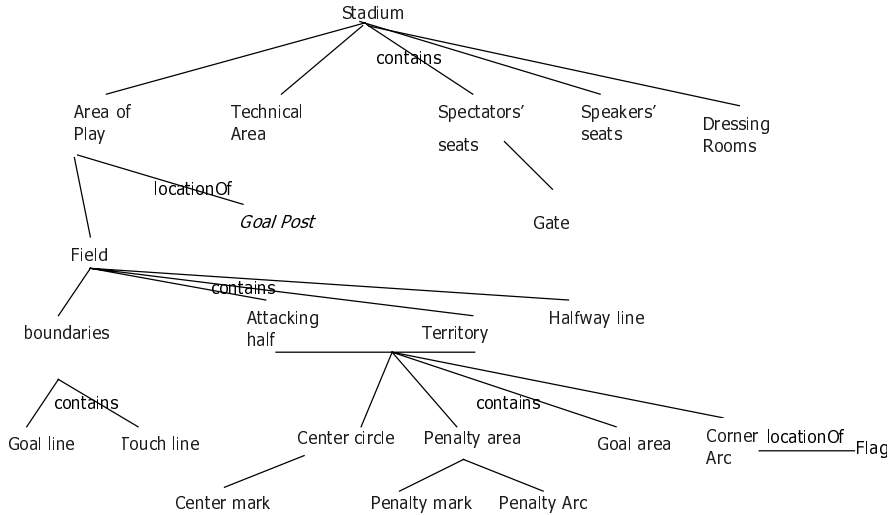 Stadium
contains
Area of
Play
Technical
Area
Spectators’
seats
Speakers’
seats
Dressing
Rooms
locationOf
Goal Post
Gate
Field
contains
boundaries
Attacking
half
Territory
Halfway line
contains
contains
Goal line
Touch line
Center circle
Penalty area
Goal area
Corner
Arc
locationOf
Flag
Center mark
Penalty mark
Penalty Arc